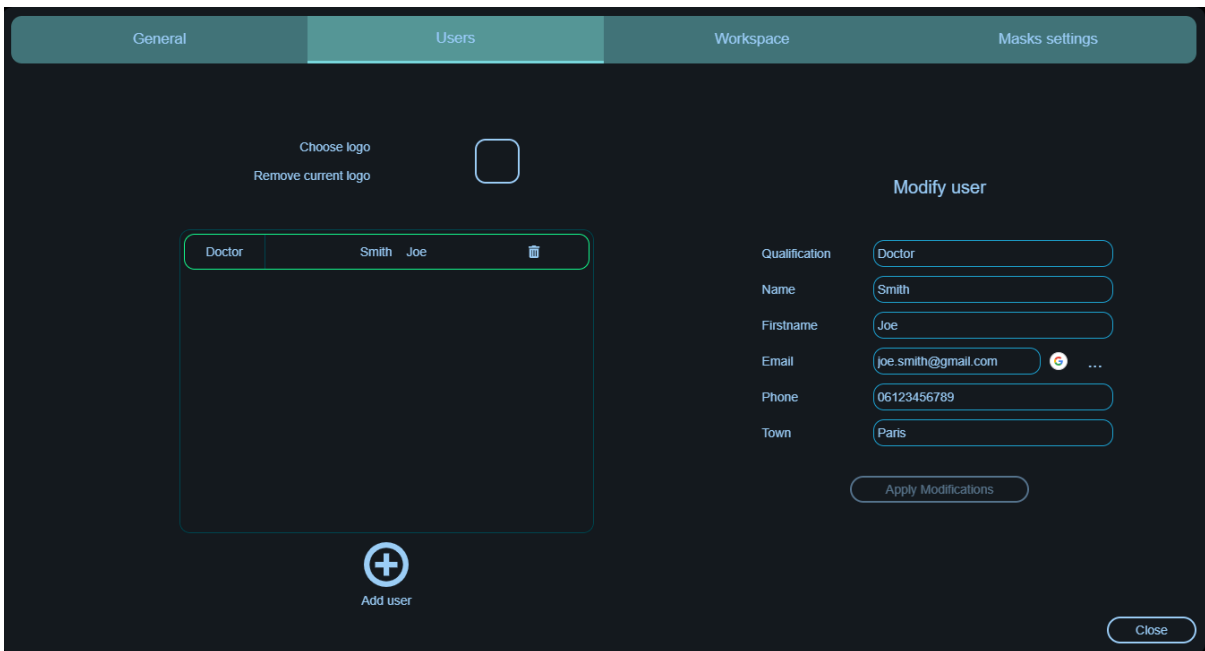 General Users Workspace Masks settings
Choose logo
Remove current logo
Doctor Smith Joe
Add user
Modify user
Qualification Doctor
Name Smith
Firstname Joe
Email joe.smith@gmail.com G ...
Phone 06123456789
Town Paris
Apply Modifications
Close